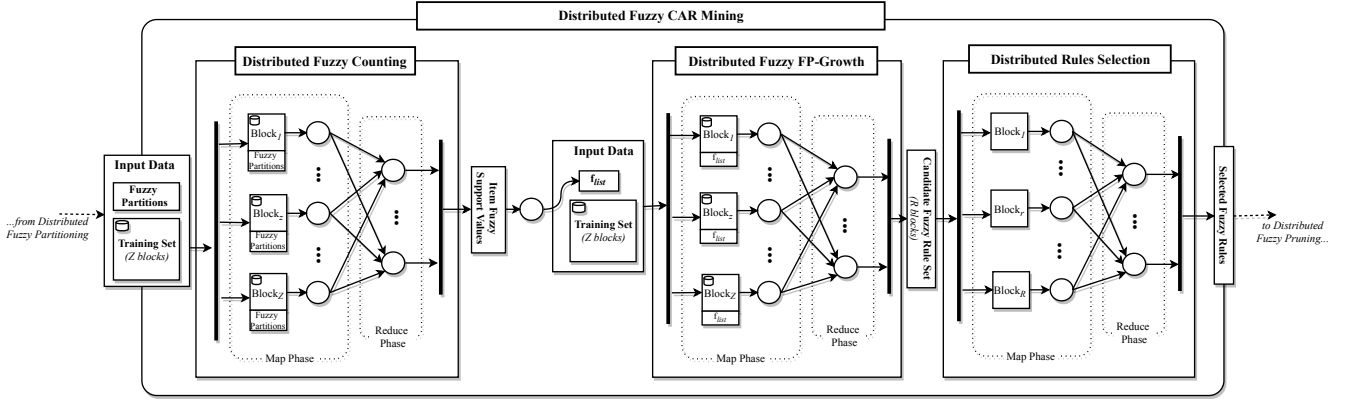 Distributed Fuzzy CAR Mining
...from Distributed
Fuzzy Partitioning
Input Data
Fuzzy
Partitions
Training Set
(Z blocks)
Distributed Fuzzy Counting
Block1
Fuzzy
Partitions
Blockz
Fuzzy
Partitions
BlockZ
Fuzzy
Partitions
Map Phase
Reduce
Phase
Item Fuzzy
Support Values
Input Data
flist
Training Set
(Z blocks)
Distributed Fuzzy FP-Growth
Block1
flist
Blockz
flist
BlockZ
flist
Map Phase
Reduce
Phase
Candidate Fuzzy Rule Set
(R blocks)
Distributed Rules Selection
Block1
Blockr
BlockR
Map Phase
Reduce
Phase
Selected Fuzzy Rules
to Distributed
Fuzzy Pruning...